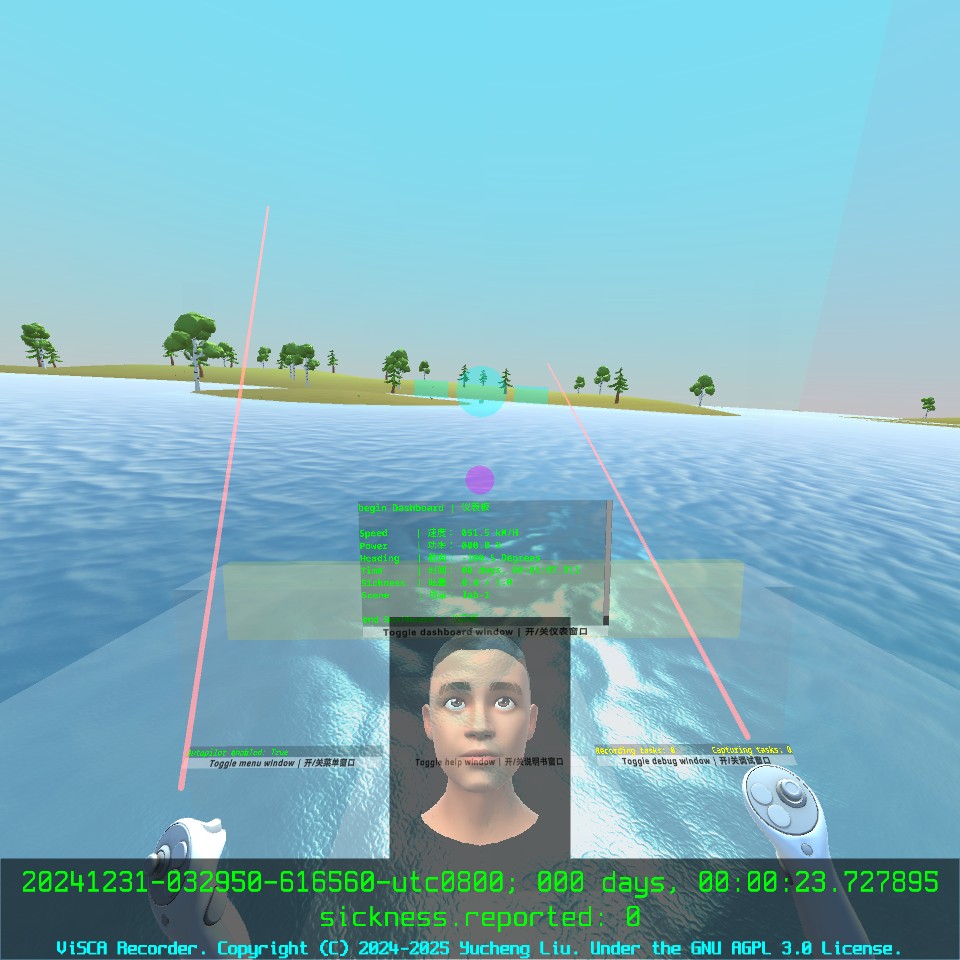 begin Dashboard | 仪表板
Speed | 速度: 051.5 kM/H
Power | 功率: 000.0
Heading
Sickness
Scene
Toggle dashboard window | 开/关仪表窗口
Autopilot enabled: True
Toggle menu window | 开/关菜单窗口
Toggle help window | 开/关说明书窗口
Recording tasks: 0 Capturing tasks: 0
Toggle debug window | 开/关调试窗口
20241231-032950-616560-utc0800; 000 days, 00:00:23.727895
sickness.reported: 0
ViSCA Recorder. Copyright (C) 2024-2025 Yucheng Liu. Under the GNU AGPL 3.0 License.